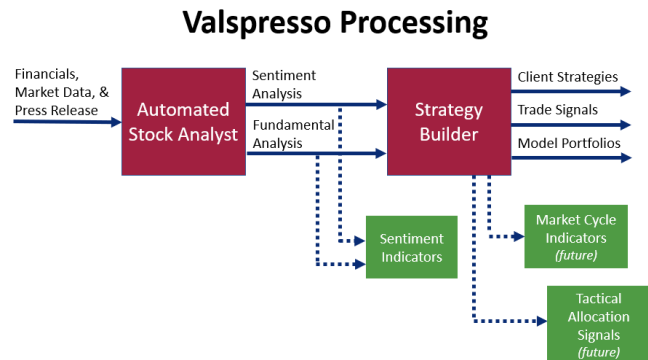 Valspresso Processing
Financials,
Market Data, &
Press Release
Automated
Stock Analyst
Sentiment
Analysis
Fundamental
Analysis
Strategy
Builder
Client Strategies
Trade Signals
Model Portfolios
Sentiment
Indicators
Market Cycle
Indicators
(future)
Tactical
Allocation
Signals
(future)